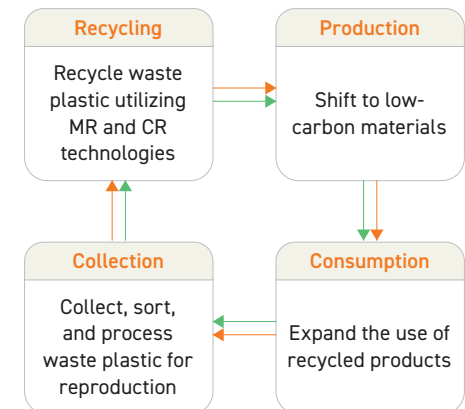 Recycling
Recycle waste
plastic utilizing
MR and CR
technologies
Production
Shift to low-
carbon materials
Collection
Collect, sort,
and process
waste plastic for
reproduction
Consumption
Expand the use of
recycled products